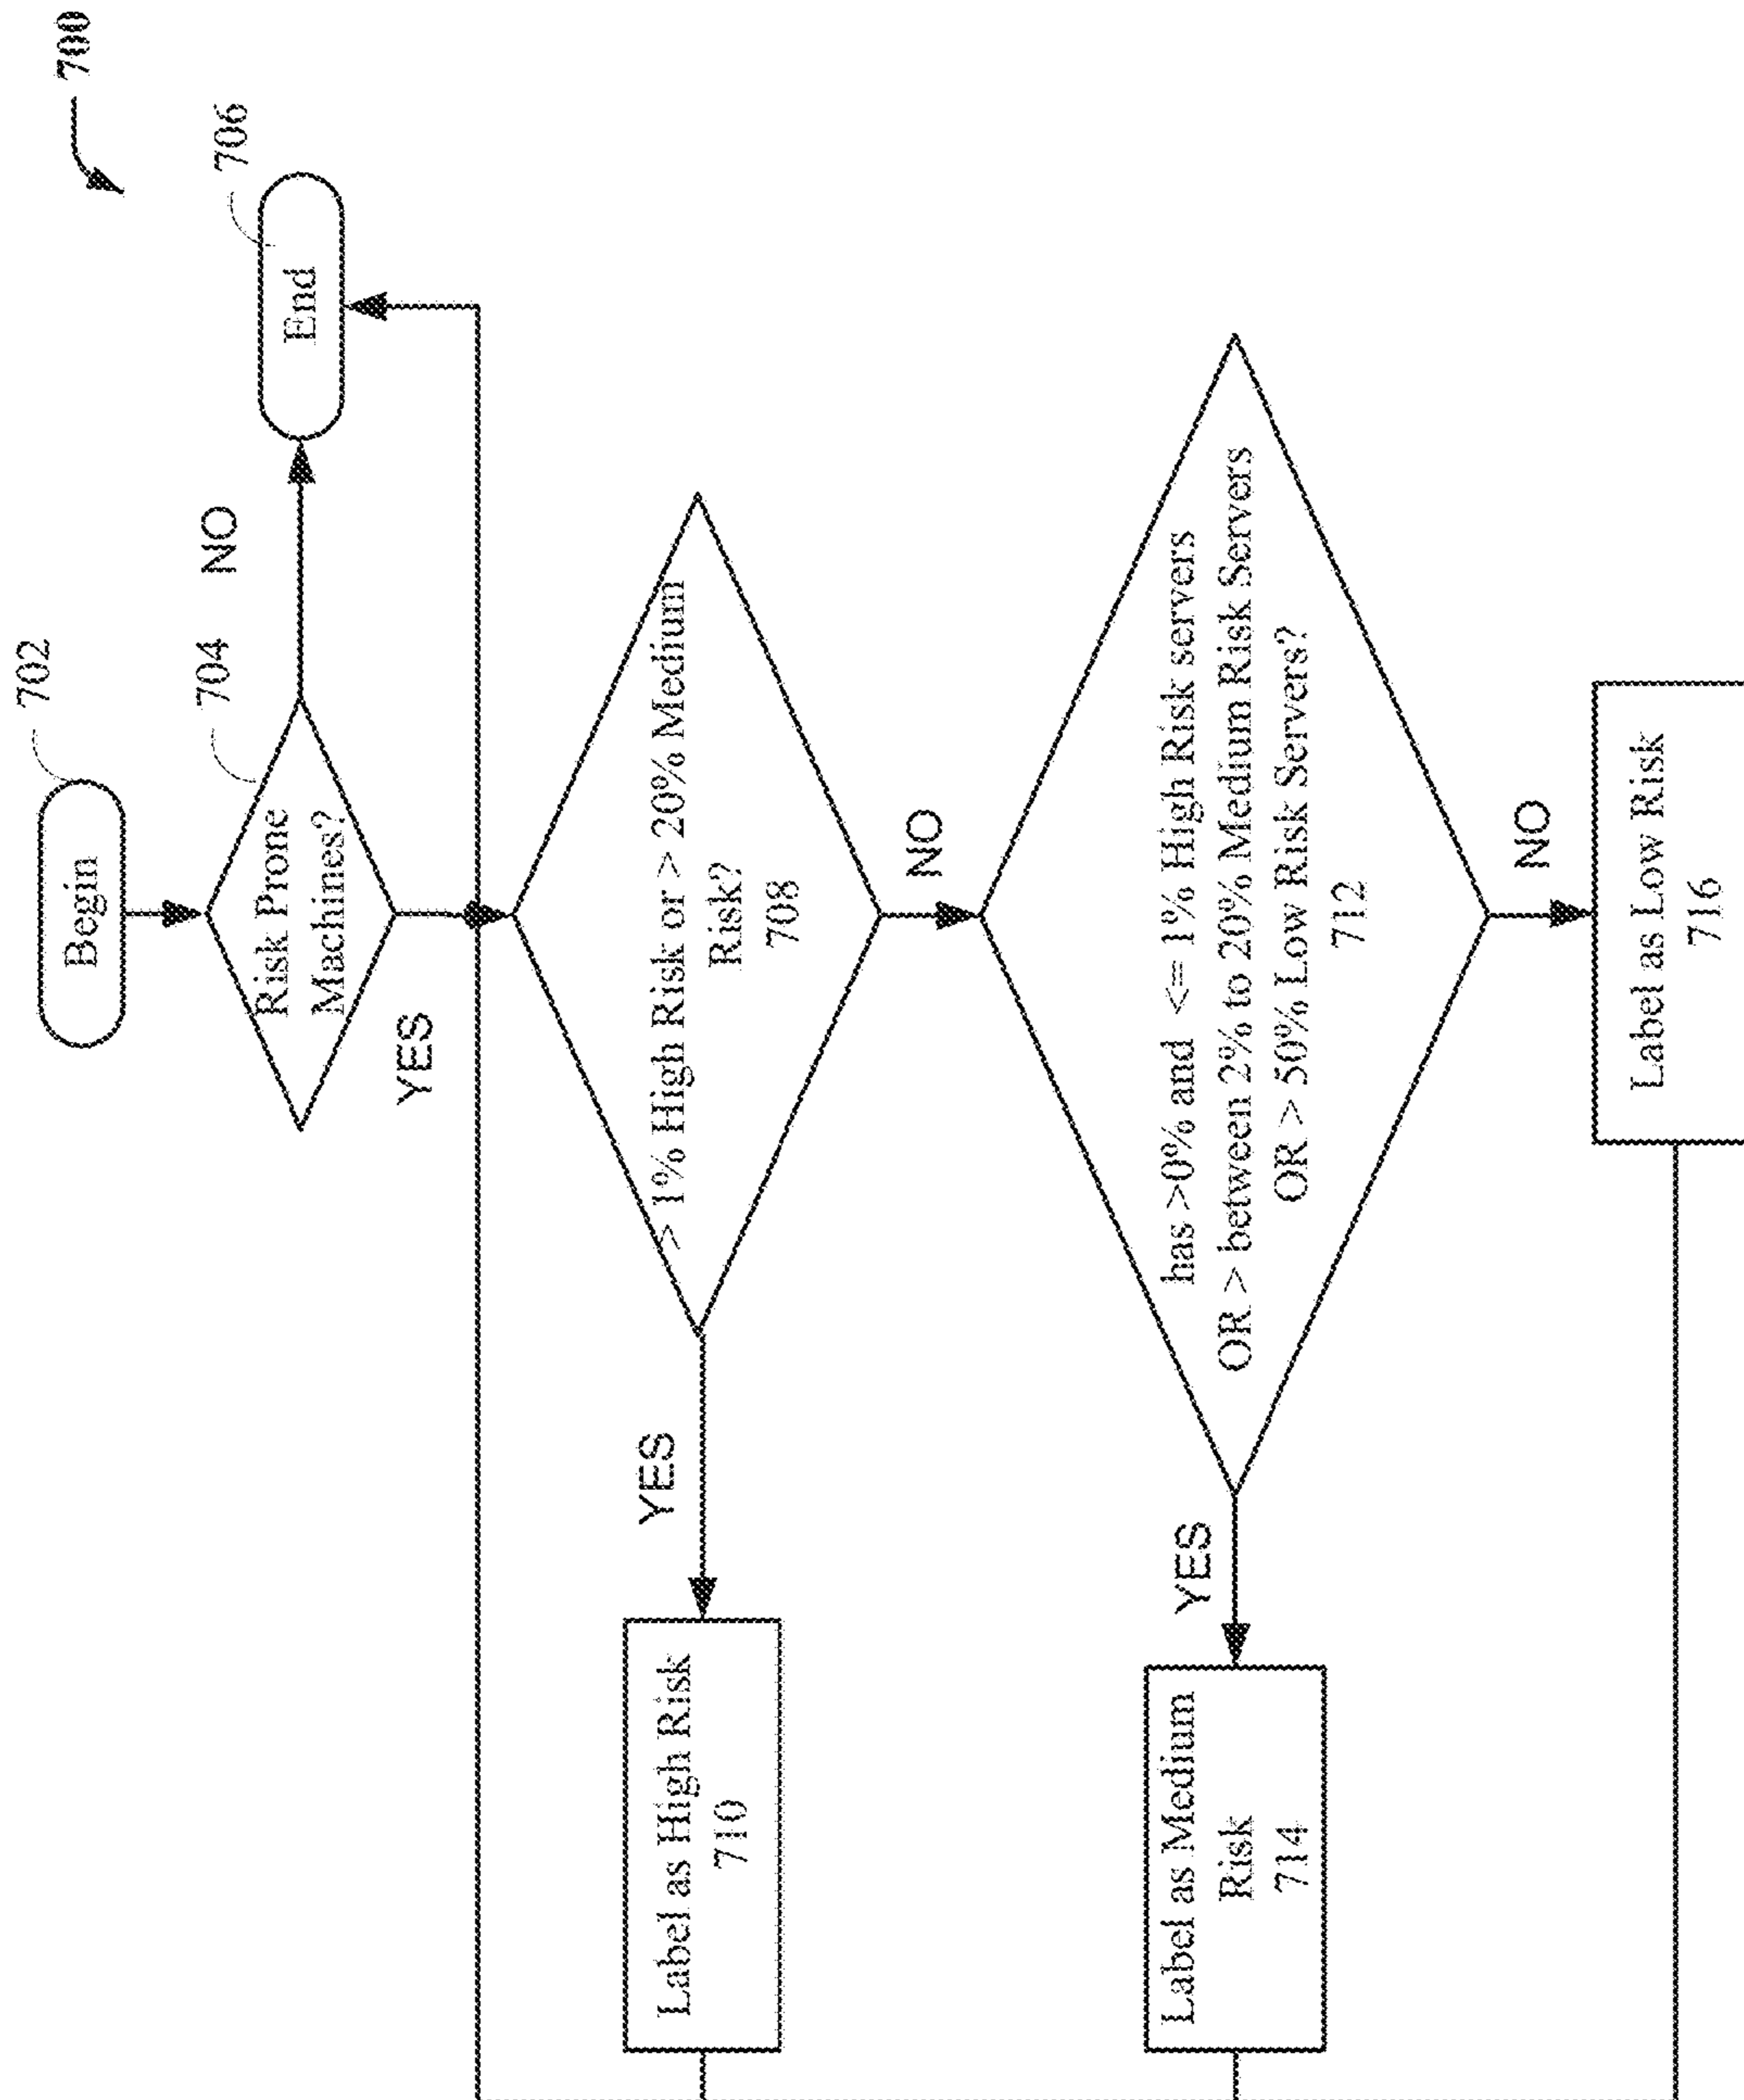 700
702
Begin
704
Risk Prone
Machines?
NO
706
End
YES
> 1% High Risk or > 20% Medium
Risk?
708
YES
Label as High Risk
710
NO
has >0% and <= 1% High Risk servers
OR > between 2% to 20% Medium Risk Servers
OR > 50% Low Risk Servers?
712
YES
Label as Medium
Risk
714
NO
Label as Low Risk
716